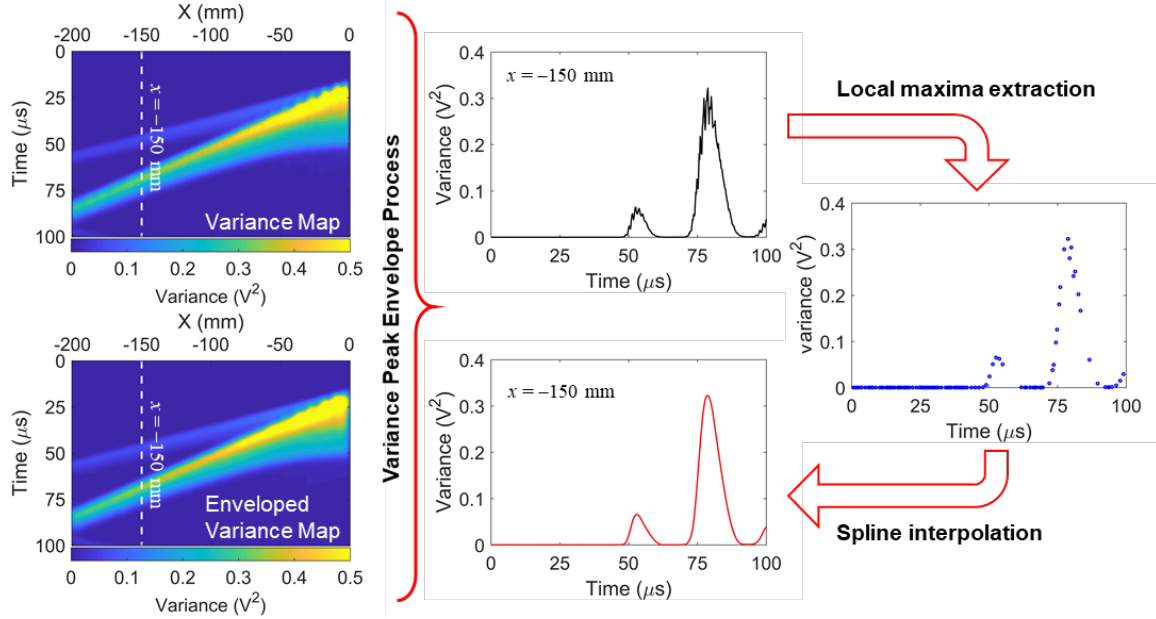 X (mm)
-200 -150 -100 -50 0
0
25
50
75
100
Time (μs)
x = −150 mm
Variance Map
0 0.1 0.2 0.3 0.4 0.5
Variance (V²)
X (mm)
-200 -150 -100 -50 0
0
25
50
75
100
Time (μs)
x = −150 mm
Enveloped
Variance Map
0 0.1 0.2 0.3 0.4 0.5
Variance (V²)
Variance Peak Envelope Process
0.4
0.3
0.2
0.1
0
Variance (V²)
x = −150 mm
0 25 50 75 100
Time (μs)
0.4
0.3
0.2
0.1
0
Variance (V²)
x = −150 mm
0 25 50 75 100
Time (μs)
Local maxima extraction
0.4
0.3
0.2
0.1
0
variance (V²)
0 25 50 75 100
Time (μs)
Spline interpolation